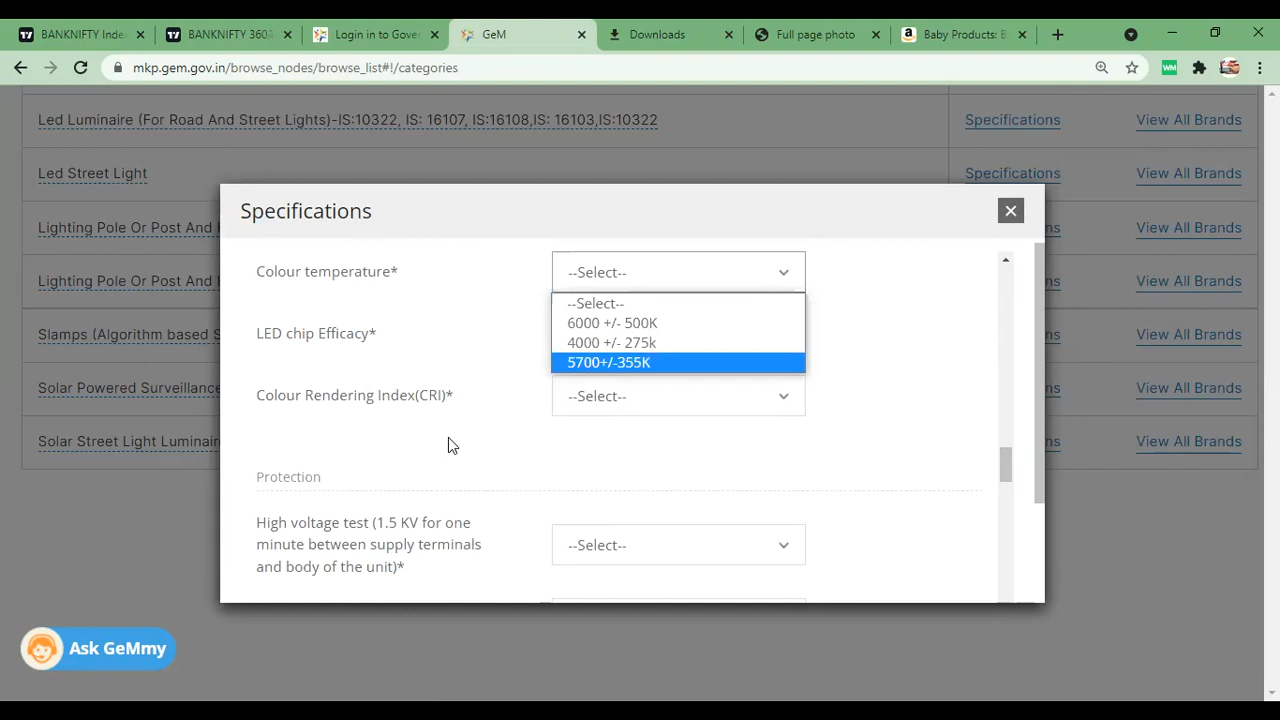 BANKNIFTY Inde
BANKNIFTY 360
Login in to Gover
GeM
Downloads
Full page photo
Baby Products: B
mkp.gem.gov.in/browse_nodes/browse_list#!/categories
Led Luminaire (For Road And Street Lights)-IS:10322, IS: 16107, IS:16108,IS: 16103,IS:10322 Specifications View All Brands
Led Street Light Specifications View All Brands
Lighting Pole Or Post And View All Brands
Lighting Pole Or Post And View All Brands
Slamps (Algorithm based S View All Brands
Solar Powered Surveillance View All Brands
Solar Street Light Luminair View All Brands
Specifications
Colour temperature* --Select--
--Select--
6000 +/- 500K
4000 +/- 275k
5700+/-355K
LED chip Efficacy*
Colour Rendering Index(CRI)* --Select--
Protection
High voltage test (1.5 KV for one
minute between supply terminals
and body of the unit)*
--Select--
Ask GeMmy
WM